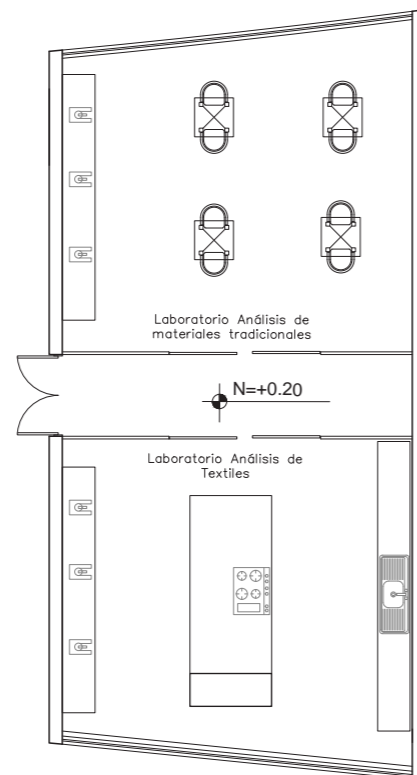 Laboratorio Análisis de
materiales tradicionales
N=+0.20
Laboratorio Análisis de
Textiles